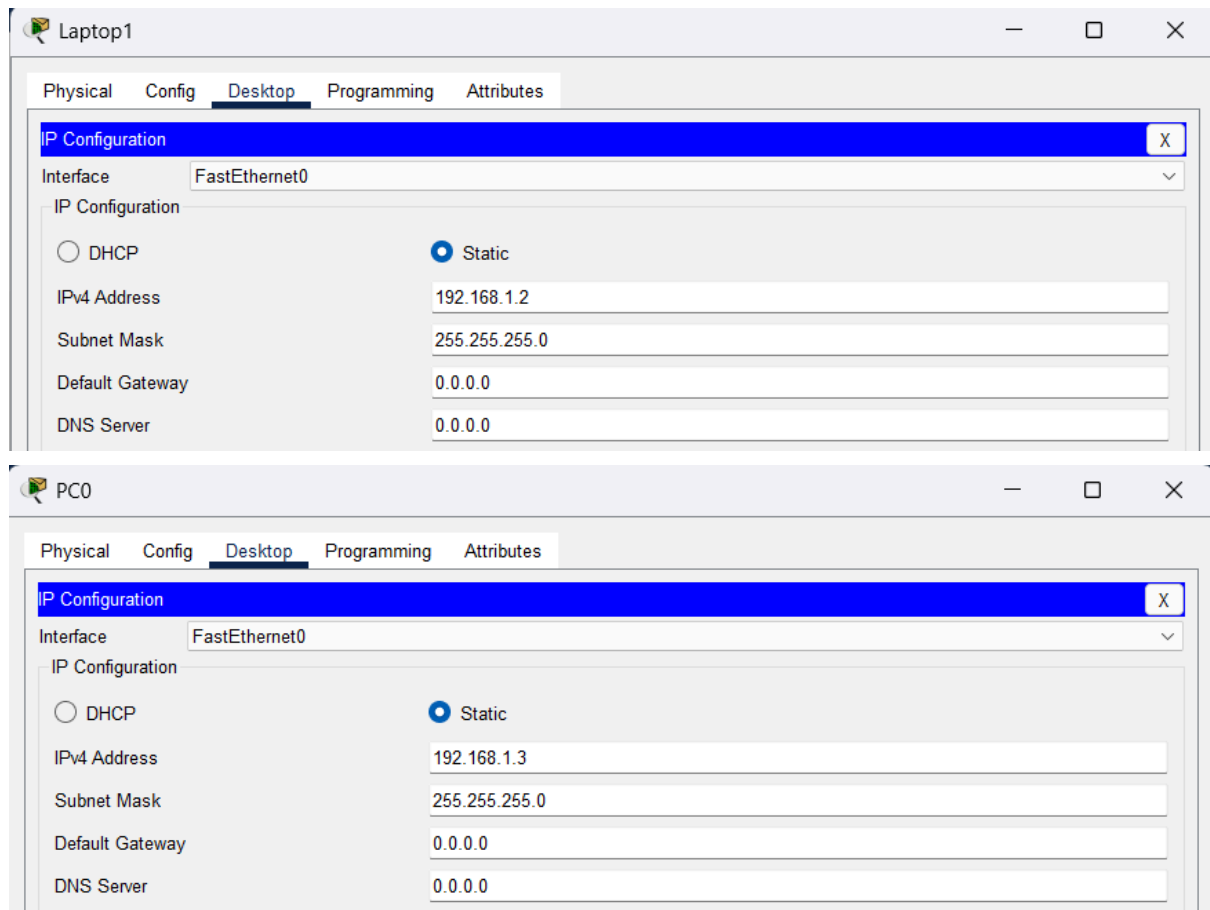 Laptop1
Physical Config Desktop Programming Attributes
IP Configuration X
Interface FastEthernet0
IP Configuration
DHCP Static
IPv4 Address 192.168.1.2
Subnet Mask 255.255.255.0
Default Gateway 0.0.0.0
DNS Server 0.0.0.0
PC0
Physical Config Desktop Programming Attributes
IP Configuration X
Interface FastEthernet0
IP Configuration
DHCP Static
IPv4 Address 192.168.1.3
Subnet Mask 255.255.255.0
Default Gateway 0.0.0.0
DNS Server 0.0.0.0